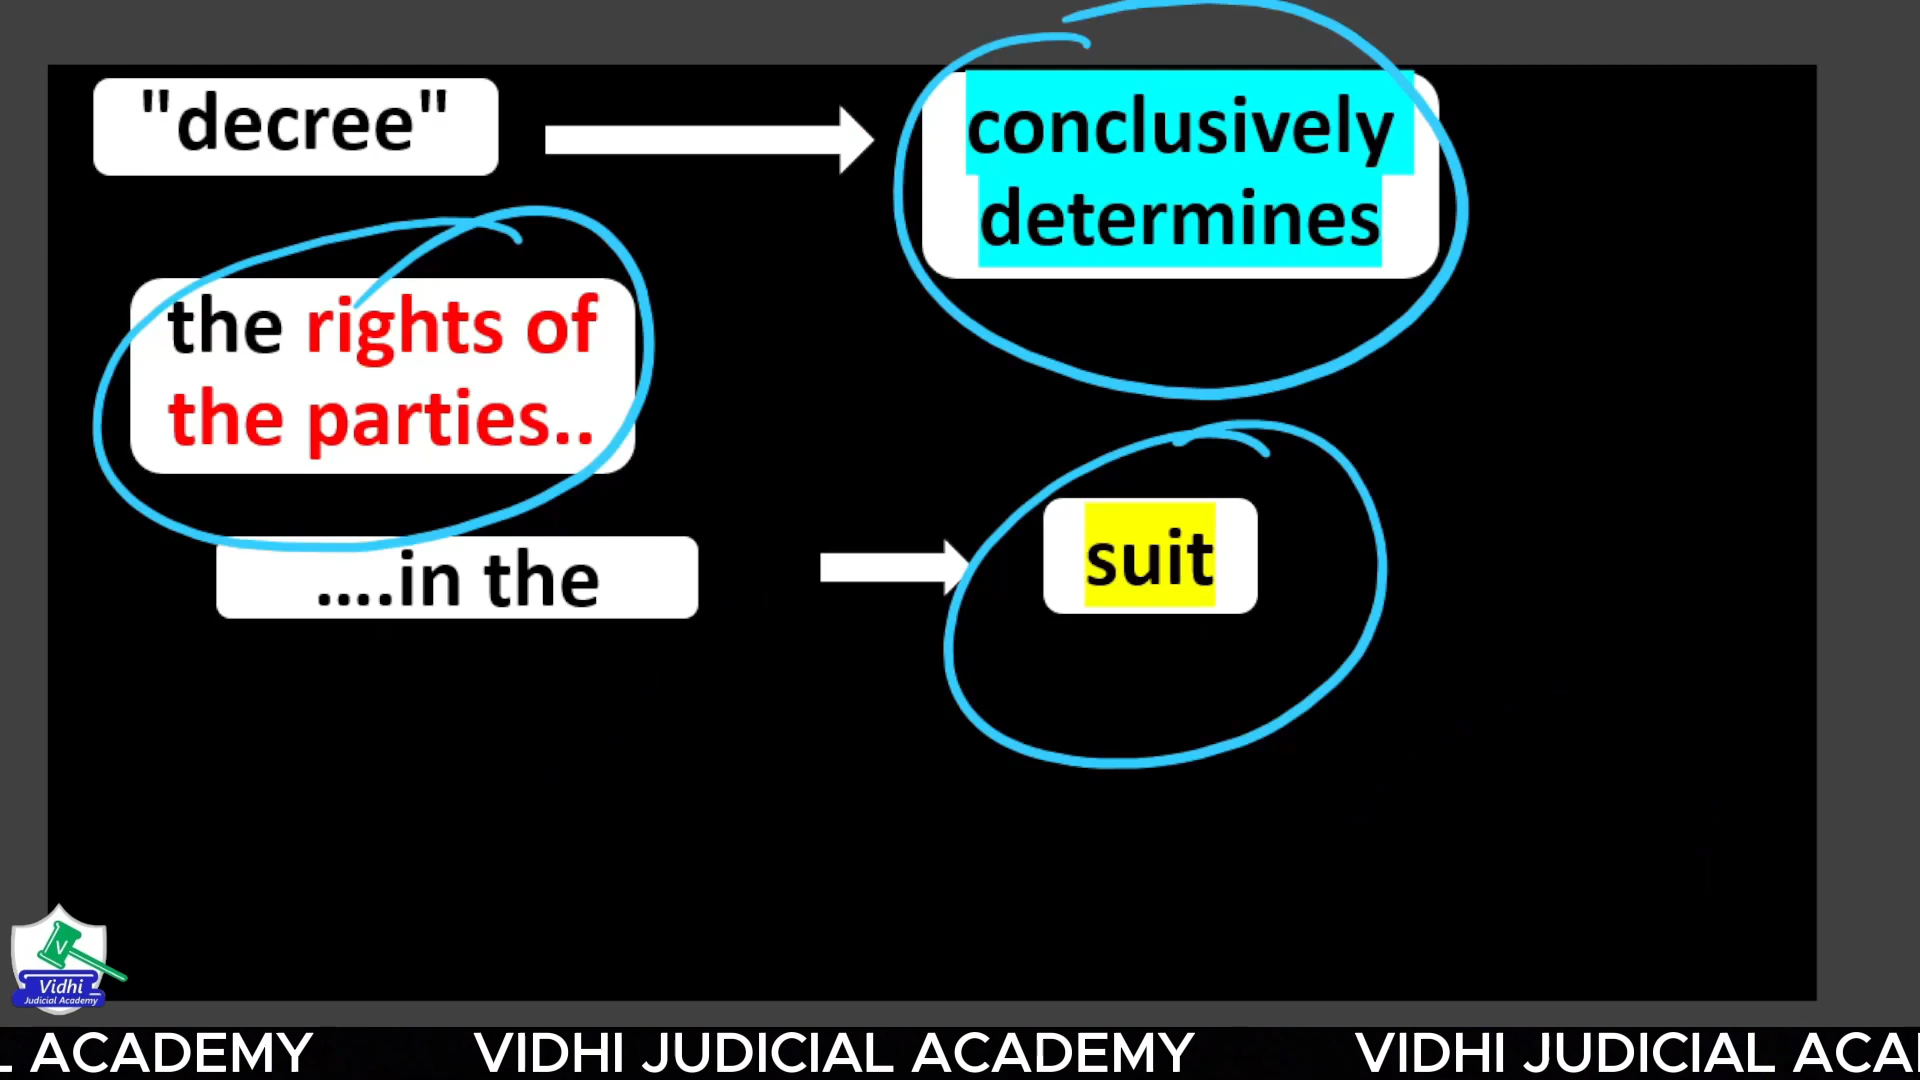 "decree"
conclusively
determines
the rights of
the parties..
....in the
suit
V
Vidhi
Judicial Academy
L ACADEMY VIDHI JUDICIAL ACADEMY VIDHI JUDICIAL ACA